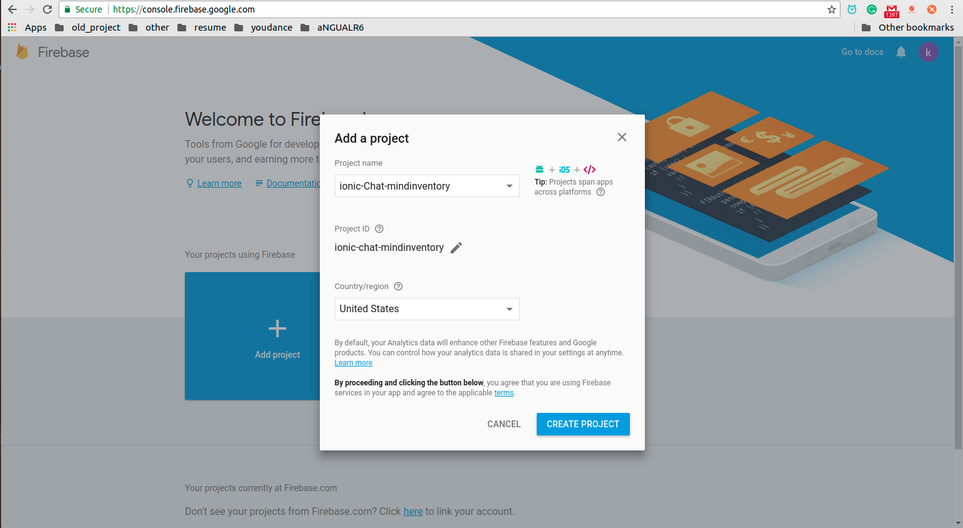 Secure https://console.firebase.google.com
1397
Apps old_project other resume youdance aNGUALR6 Other bookmarks
Firebase
Go to docs
k
Welcome to Fire
Tools from Google for develop
your users, and earning more t
Learn more
Documentatio
Your projects using Firebase
Add project
Add a project
Project name
ionic-Chat-mindinventory
+ iOS + </>
Tip: Projects span apps
across platforms
Project ID
ionic-chat-mindinventory
Country/region
United States
By default, your Analytics data will enhance other Firebase features and Google
products. You can control how your analytics data is shared in your settings at anytime.
Learn more
By proceeding and clicking the button below, you agree that you are using Firebase
services in your app and agree to the applicable terms.
CANCEL
CREATE PROJECT
Your projects currently at Firebase.com
Don't see your projects from Firebase.com? Click here to link your account.